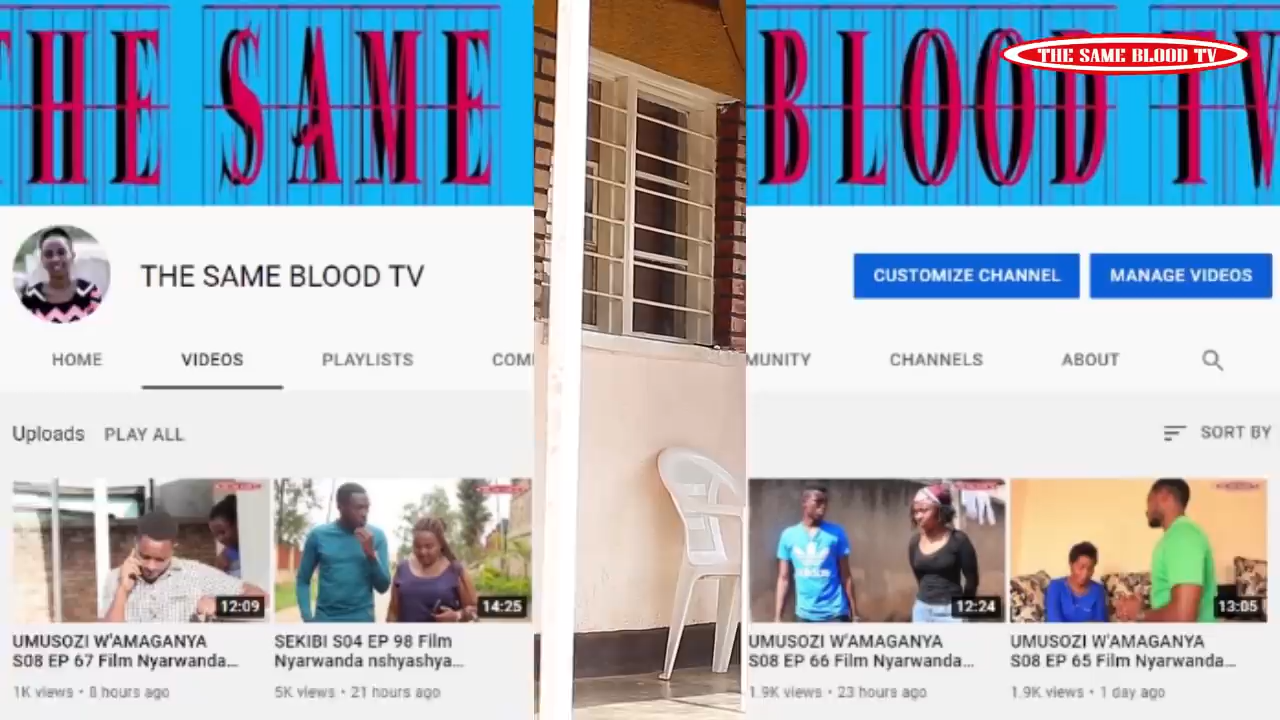 THE SAME BLOOD TV
THE SAME BLOOD TV
THE SAME BLOOD TV
CUSTOMIZE CHANNEL
MANAGE VIDEOS
HOME VIDEOS PLAYLISTS COM MUNITY CHANNELS ABOUT
Uploads PLAY ALL
SORT BY
12:09
14:25
adidas
12:24
13:05
UMUSOZI W'AMAGANYA
S08 EP 67 Film Nyarwanda...
1K views • 8 hours ago
SEKIBI S04 EP 98 Film
Nyarwanda nshyashya...
5K views • 21 hours ago
UMUSOZI W'AMAGANYA
S08 EP 66 Film Nyarwanda...
1.9K views • 23 hours ago
UMUSOZI W'AMAGANYA
S08 EP 65 Film Nyarwanda...
1.9K views • 1 day ago